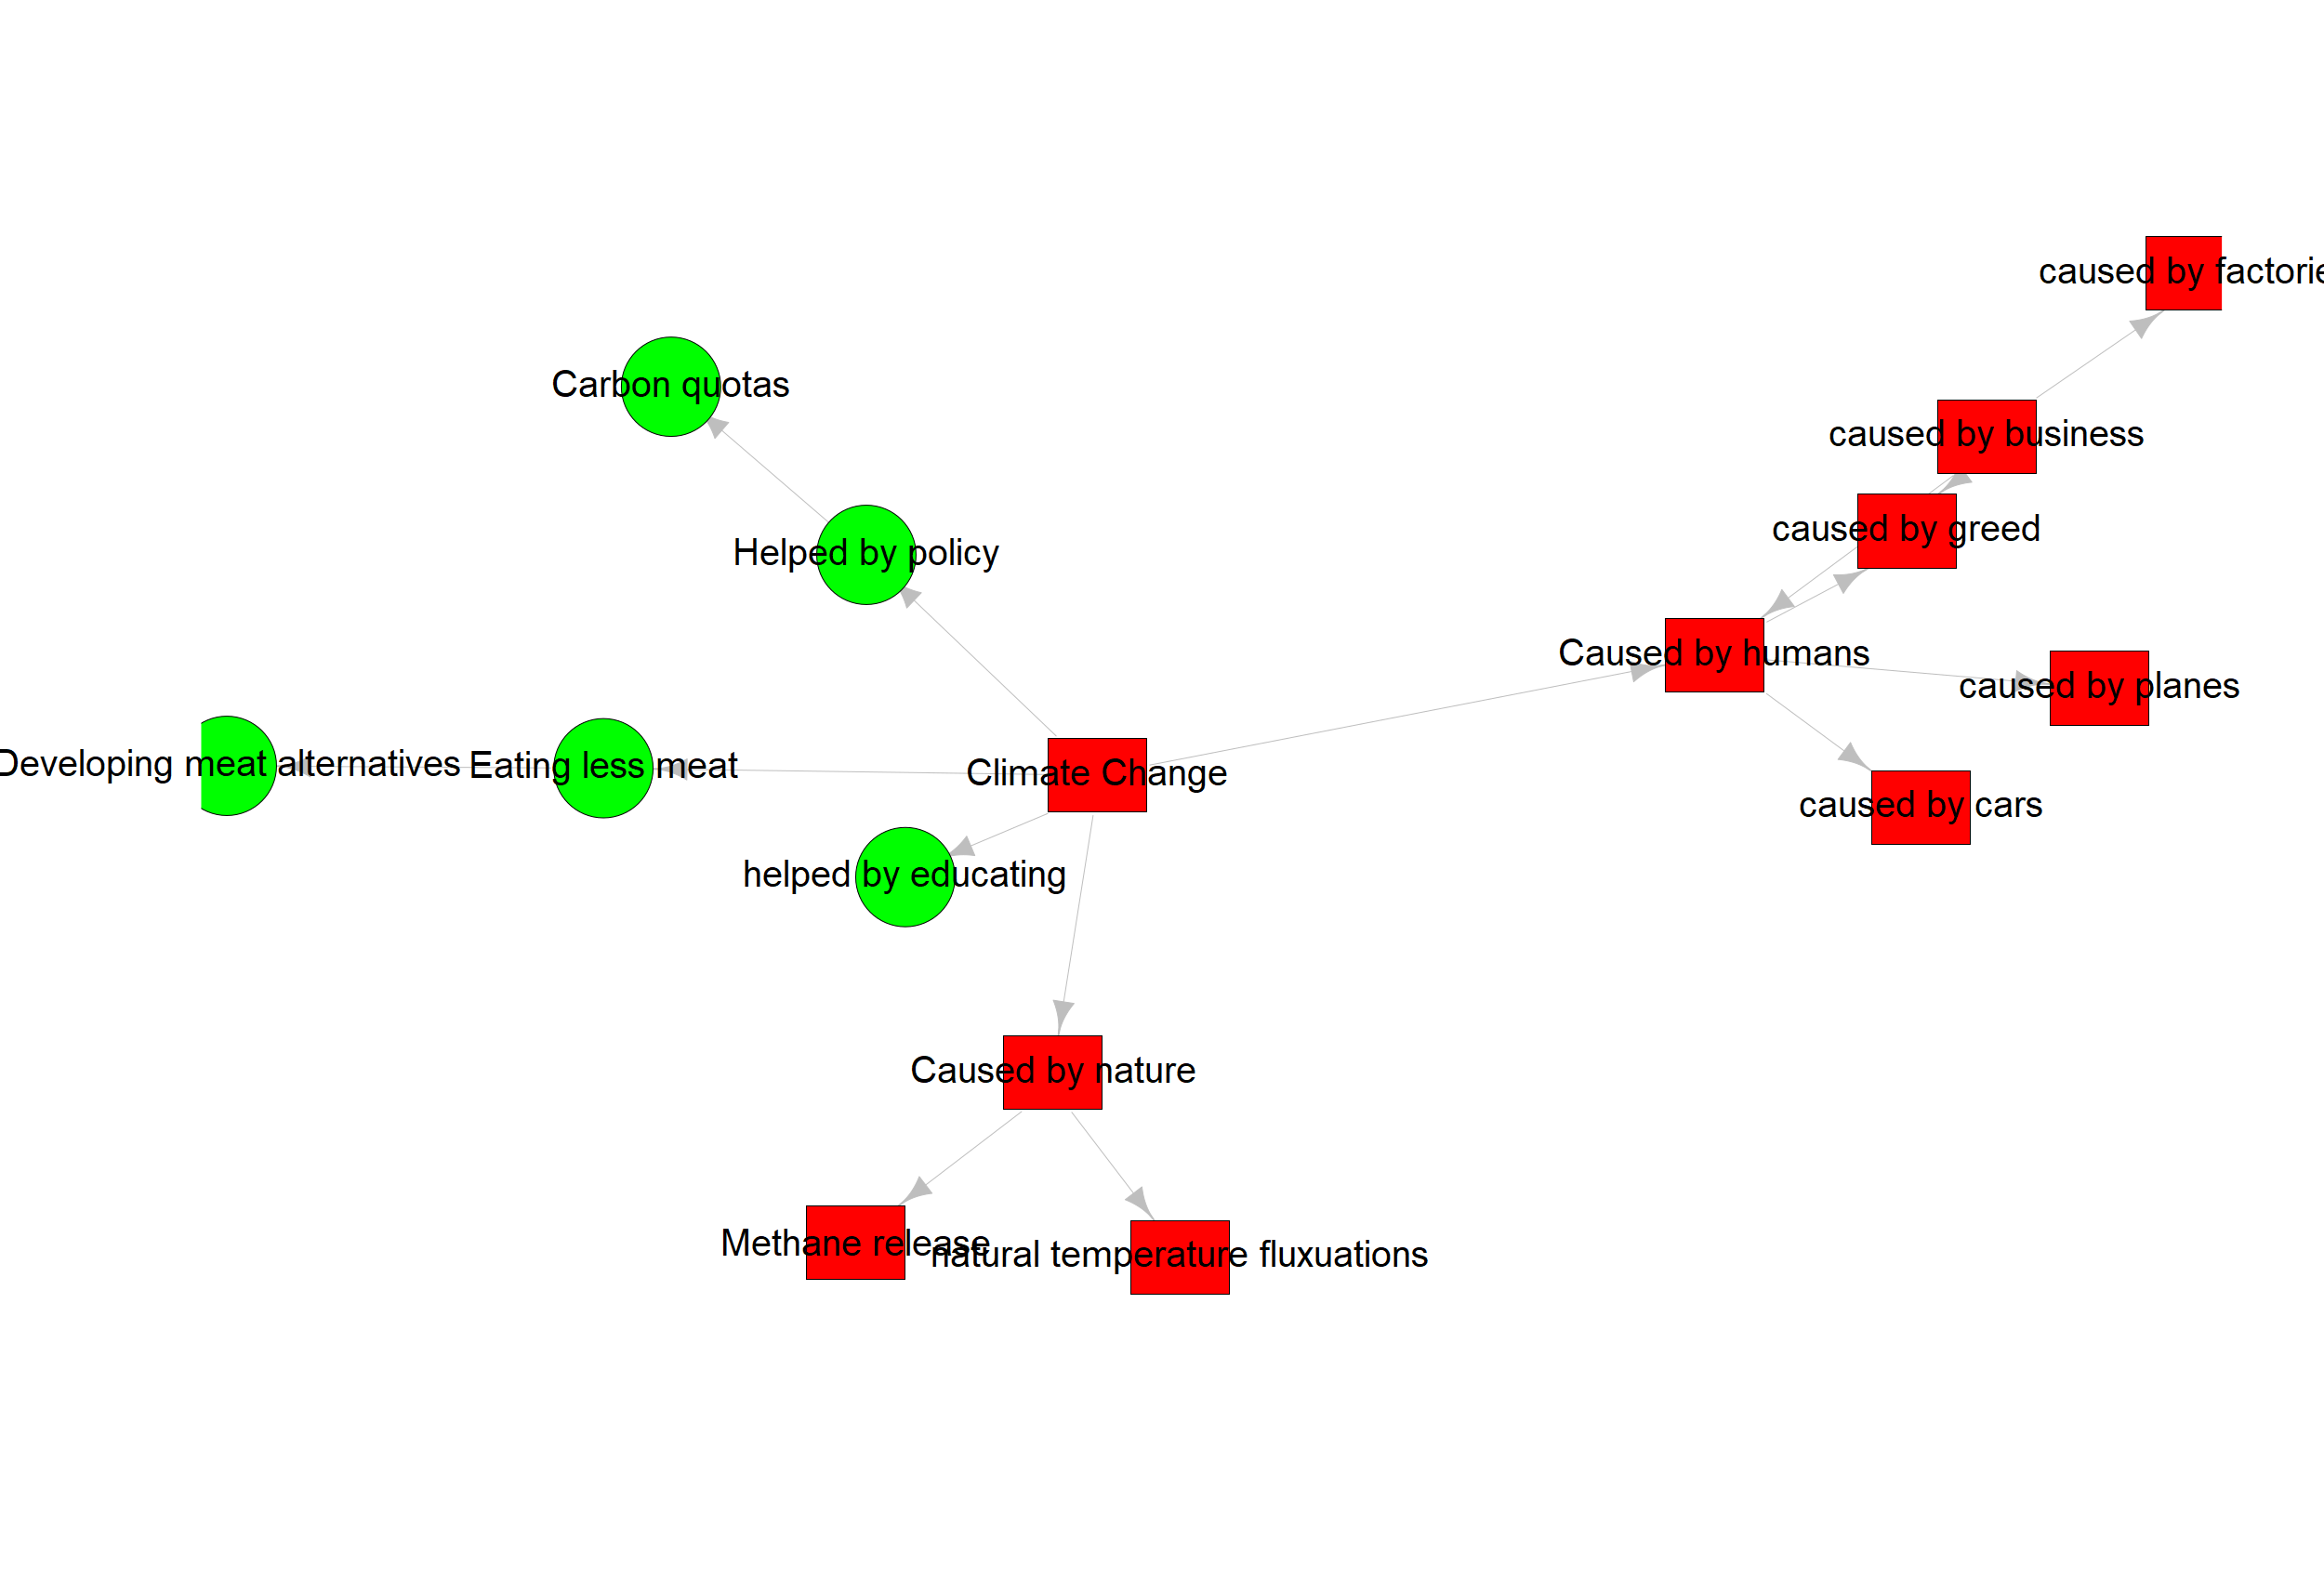 caused by factorie
Carbon quotas
caused by business
caused by greed
Helped by policy
Caused by humans
caused by planes
Developing meat alternatives
Eating less meat
Climate Change
caused by cars
helped by educating
Caused by nature
Methane release
natural temperature fluxuations